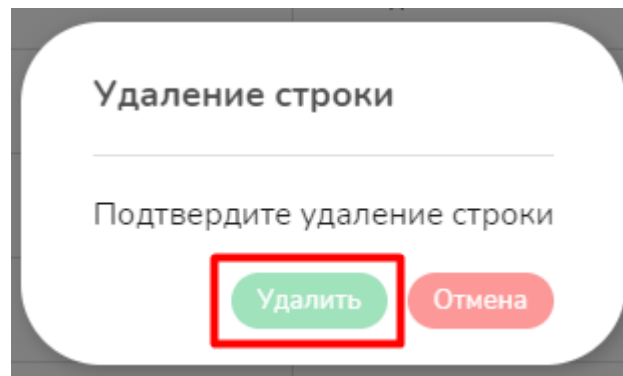 Удаление строки
Подтвердите удаление строки
Удалить Отмена